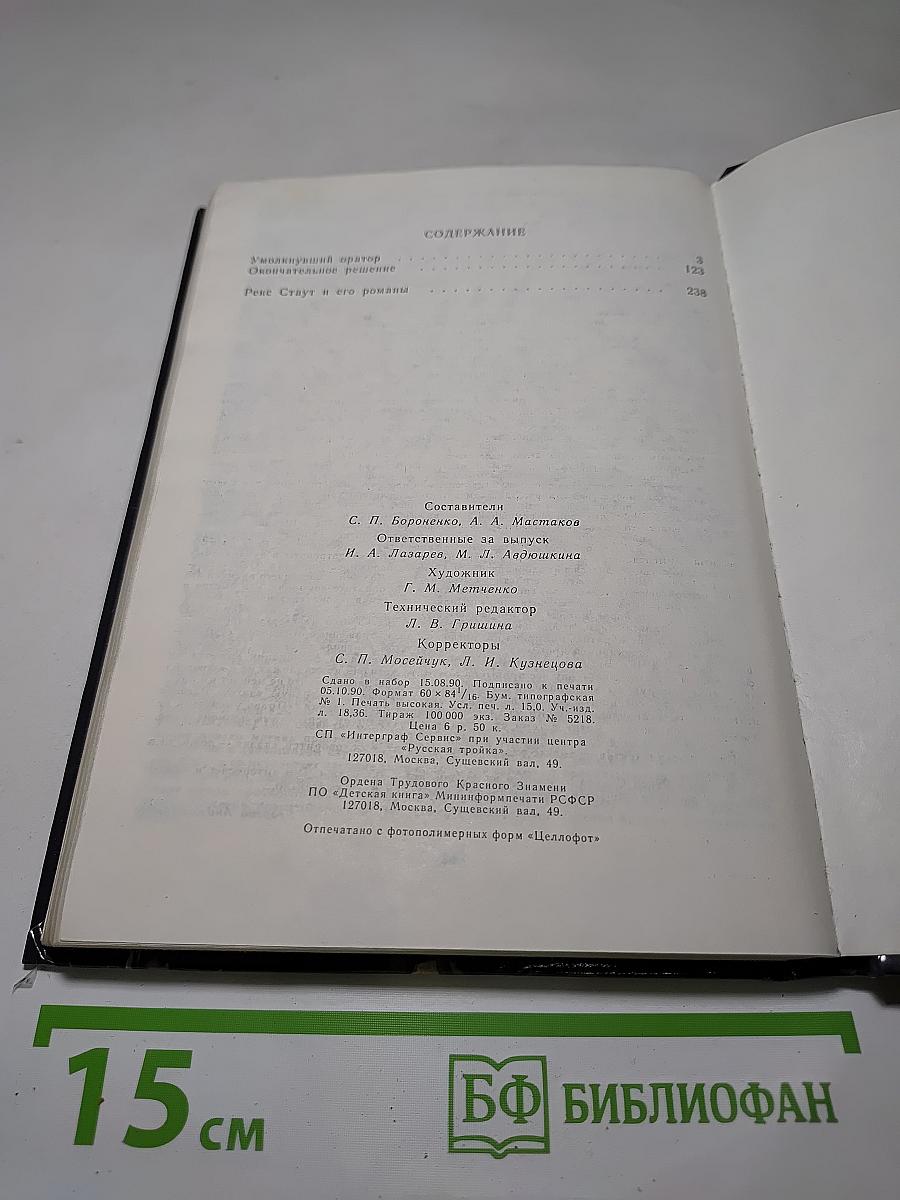 СОДЕРЖАНИЕ
Умолкнувший оратор . . . . . . . . . . . . . . . . . . . . 3
Окончательное решение . . . . . . . . . . . . . . . . . . 123
Рекс Стаут и его романы . . . . . . . . . . . . . . . . . 238
Составители
С. П. Бороненко, А. А. Мастаков
Ответственные за выпуск
И. А. Лазарев, М. Л. Авдюшкина
Художник
Г. М. Метченко
Технический редактор
Л. В. Гришина
Корректоры
С. П. Мосейчук, Л. И. Кузнецова
Сдано в набор 15.08.90. Подписано к печати
05.10.90. Формат 60×84¹/₁₆. Бум. типографская
№ 1. Печать высокая. Усл. печ. л. 15,0. Уч.-изд.
л. 18,36. Тираж 100 000 экз. Заказ № 5218.
Цена 6 р. 50 к.
СП «Интерграф Сервис» при участии центра
«Русская тройка».
127018, Москва, Сущевский вал, 49.
Ордена Трудового Красного Знамени
ПО «Детская книга» Мининформпечати РСФСР
127018, Москва, Сущевский вал, 49.
Отпечатано с фотополимерных форм «Целлофот»
15 см
БФ БИБЛИОФАН